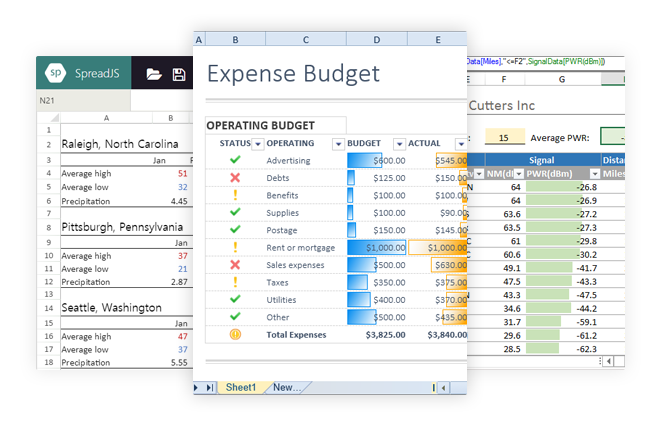 SpreadJS
N21
A B
1
2 Raleigh, North Carolina
3 Jan
4 Average high 51
5 Average low 32
6 Precipitation 4.45
7
8 Pittsburgh, Pennsylvania
9 Jan
10 Average high 37
11 Average low 21
12 Precipitation 2.87
13
14 Seattle, Washington
15 Jan
16 Average high 47
17 Average low 37
18 Precipitation 5.55
A B C D E
Expense Budget
OPERATING BUDGET
STATUS OPERATING BUDGET ACTUAL
Advertising $600.00 $545.00
Debts $125.00 $150.00
Benefits $100.00 $100.00
Supplies $100.00 $90.00
Postage $150.00 $145.00
Rent or mortgage $1,000.00 $1,000.00
Sales expenses $500.00 $630.00
Taxes $350.00 $375.00
Utilities $400.00 $370.00
Other $500.00 $435.00
Total Expenses $3,825.00 $3,840.00
Sheet1 New...
Data[Miles],"<=F2",SignalData[PWR(dBm)])
F G
Cutters Inc
15 Average PWR:
Signal Distan
PWR(dBm) Miles
64 -26.8
64 -26.9
63.6 -27.2
63.5 -27.3
61 -29.8
60.6 -30.2
49.1 -41.7
47.5 -43.3
43.3 -47.5
34.6 -44.2
31.7 -59.1
29.6 -61.2
28.5 -62.3